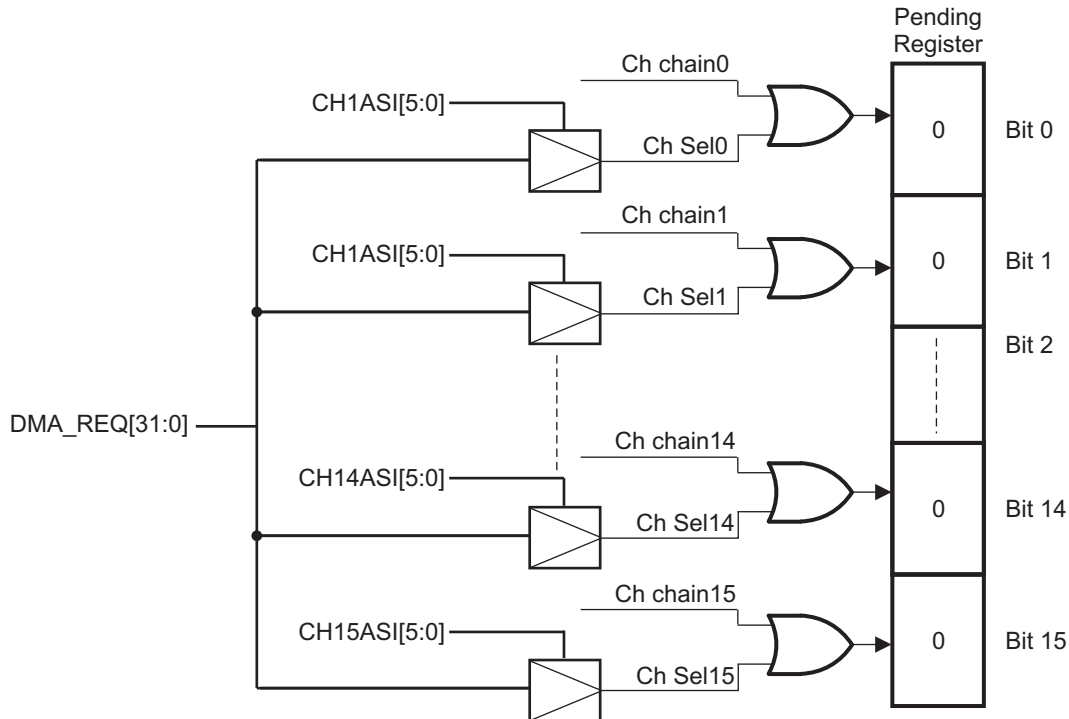 Pending
Register
Ch chain0
CH1ASI[5:0]
0
Bit 0
Ch Sel0
Ch chain1
CH1ASI[5:0]
0
Bit 1
Ch Sel1
Bit 2
DMA_REQ[31:0]
Ch chain14
CH14ASI[5:0]
0
Bit 14
Ch Sel14
Ch chain15
CH15ASI[5:0]
0
Bit 15
Ch Sel15